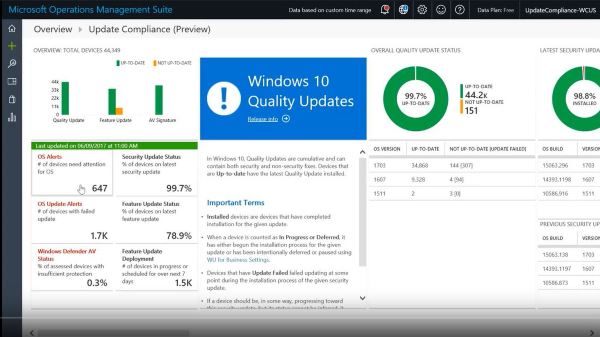 Microsoft Operations Management Suite
Data based on custom time range
Data Plan: Free
UpdateCompliance-WCUS
Overview ▸ Update Compliance (Preview)
OVERVIEW: TOTAL DEVICES 44,349
UP-TO-DATE
NOT UP-TO-DATE
44k
33k
22k
11k
0
Quality Update
Feature Update
AV Signature
Last updated on 06/09/2017 at 11:00 AM
OS Alerts
# of devices need attention for OS
647
Security Update Status
% of devices on latest security update
99.7%
OS Update Alerts
# of devices with failed update
1.7K
Feature Update Status
% of devices on latest feature update
78.9%
Windows Defender AV Status
% of assessed devices with insufficient protection
0.3%
Feature Update Deployment
# of devices in progress or scheduled for over next 7 days
1.5K
Windows 10
Quality Updates
Release info
In Windows 10, Quality Updates are cumulative and can
contain both security and non-security fixes. Devices that
are Up-to-date have the latest Quality Update installed.
Important Terms
• Installed devices are devices that have completed
installation for the given update.
• When a device is counted as In Progress or Deferred, it
has either begun the installation process for the given
update or has been intentionally deferred or paused using
WU for Business Settings.
• Devices that have Update Failed failed updating at some
point during the installation process of the given security
update.
• If a device should be, in some way, progressing toward
OVERALL QUALITY UPDATE STATUS
99.7%
UP-TO-DATE
UP-TO-DATE
44.2K
NOT UP-TO-DATE
151
OS VERSION UP-TO-DATE NOT UP-TO-DATE [UPDATE FAILED]
1703 34,868 144 [307]
1607 9,328 4 [94]
1511 2 3 [0]
LATEST SECURITY UPDAT
98.8%
INSTALLED
OS BUILD VERSION
15063.296 1703
14393.1198 1607
10586.916 1511
PREVIOUS SECURITY UP
OS BUILD VERSION
15063.138 1703
14393.1197 1607
10586.873 1511